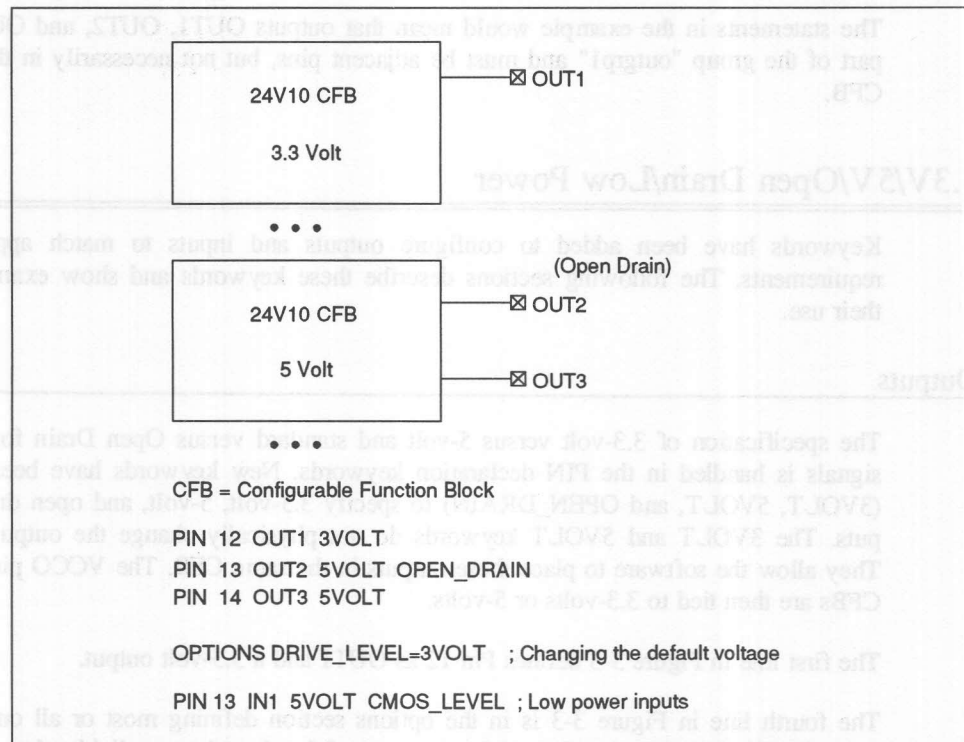 24V10 CFB
OUT1
3.3 Volt
(Open Drain)
24V10 CFB
OUT2
5 Volt
OUT3
CFB = Configurable Function Block
PIN 12 OUT1 3VOLT
PIN 13 OUT2 5VOLT OPEN_DRAIN
PIN 14 OUT3 5VOLT
OPTIONS DRIVE_LEVEL=3VOLT ; Changing the default voltage
PIN 13 IN1 5VOLT CMOS_LEVEL ; Low power inputs